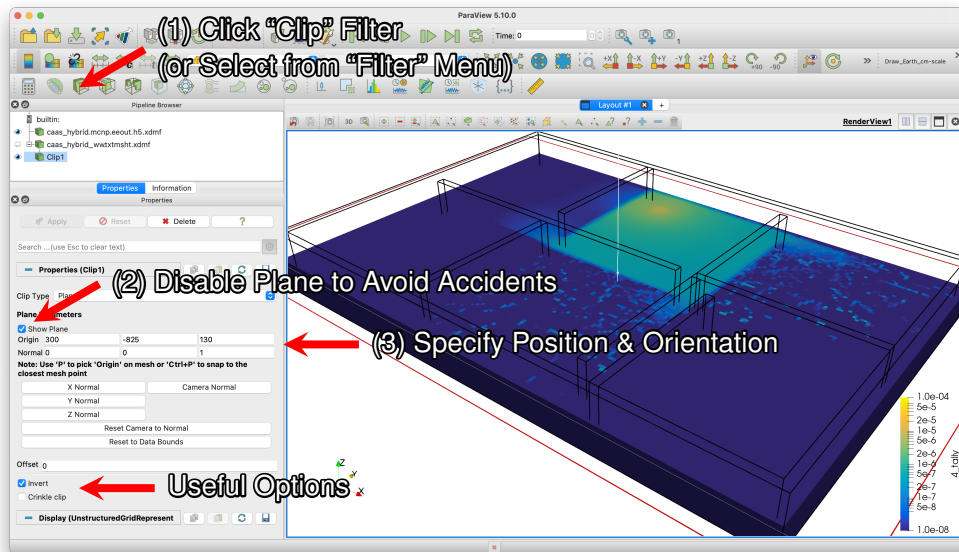 ParaView 5.10.0
(1) Click “Clip” Filter
(or Select from “Filter” Menu)
Time: 0
1
+X
-X
+Y
-Y
+Z
-Z
+90
-90
»
Draw_Earth_cm-scale
Pipeline Browser
Layout #1
+
builtin:
3D
RenderView1
caas_hybrid.mcnp.eeout.h5.xdmf
caas_hybrid_wwtxtmsht.xdmf
Clip1
Properties
Information
Properties
Apply
Reset
Delete
?
Search ...(use Esc to clear text)
Properties (Clip1)
(2) Disable Plane to Avoid Accidents
Clip Type
Show Plane
Origin 300 -825 130
(3) Specify Position & Orientation
Normal 0 0 1
Note: Use 'P' to pick 'Origin' on mesh or 'Ctrl+P' to snap to the
closest mesh point
X Normal
Camera Normal
Y Normal
Z Normal
Reset Camera to Normal
Reset to Data Bounds
Offset 0
Invert
Useful Options
Crinkle clip
Display (UnstructuredGridRepresent
Z
Y
X
1.0e-04
5e-5
2e-5
1e-5
5e-6
2e-6
1e-6
5e-7
2e-7
1e-7
5e-8
1.0e-08
4_tally